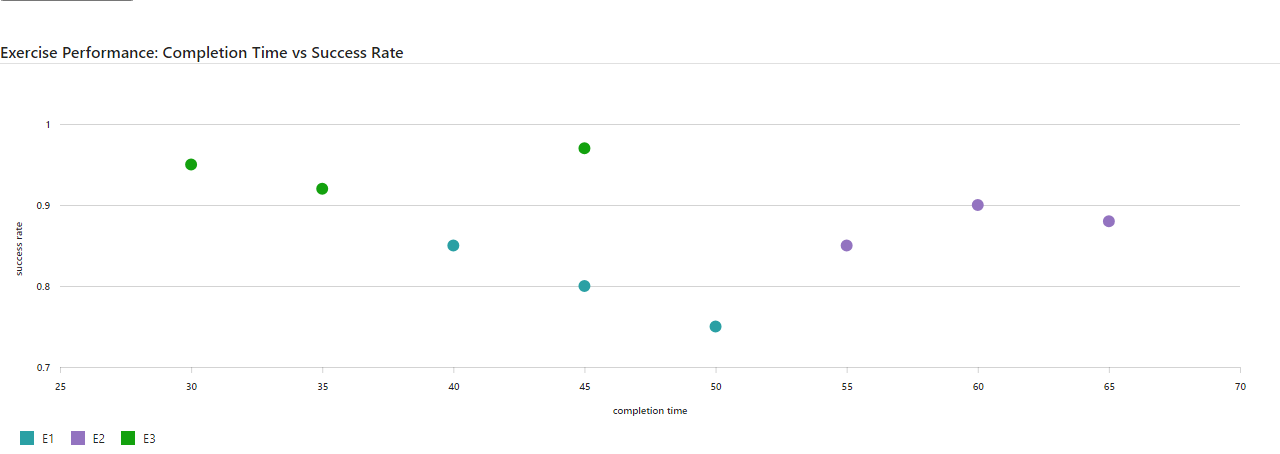 Exercise Performance: Completion Time vs Success Rate
1
0.9
0.8
0.7
success rate
25 30 35 40 45 50 55 60 65 70
completion time
E1 E2 E3